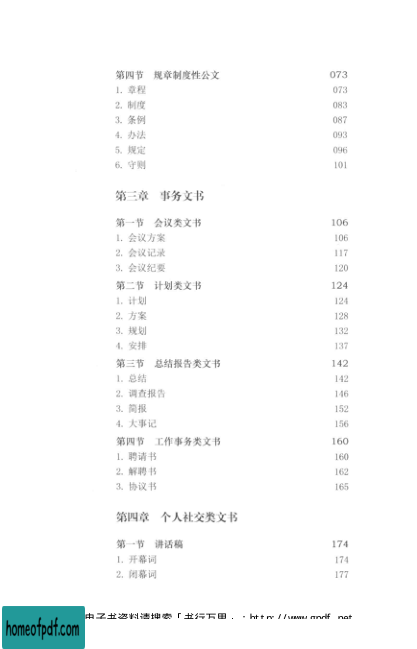 第四节 规章制度性公文 073
1. 章程 073
2. 制度 083
3. 条例 087
4. 办法 093
5. 规定 096
6. 守则 101
第三章 事务文书
第一节 会议类文书 106
1. 会议方案 106
2. 会议记录 117
3. 会议纪要 120
第二节 计划类文书 124
1. 计划 124
2. 方案 128
3. 规划 132
4. 安排 137
第三节 总结报告类文书 142
1. 总结 142
2. 调查报告 146
3. 简报 152
4. 大事记 156
第四节 工作事务类文书 160
1. 聘请书 160
2. 解聘书 162
3. 协议书 165
第四章 个人社交类文书
第一节 讲话稿 174
1. 开幕词 174
2. 闭幕词 177
电子书资料请搜索「书行万里」：http://www.gpdf.net
homeofpdf.com